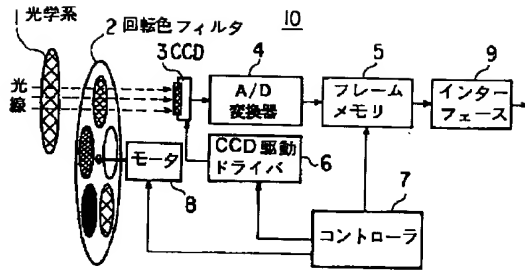 1 光学系
2 回転色フィルタ
10
3 CCD
4
5
9
光線
A/D
変換器
フレーム
メモリ
インター
フェース
モータ
8
CCD駆動
ドライバ
6
7
コントローラ